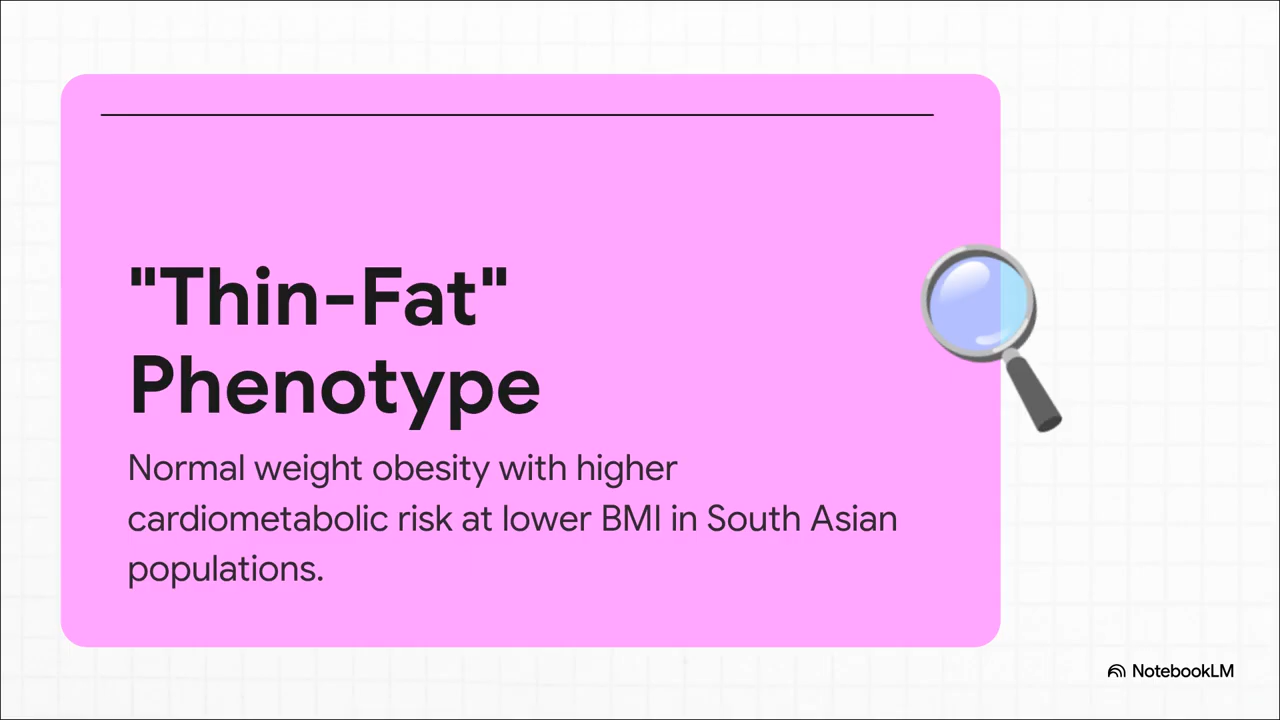 "Thin-Fat"
Phenotype
Normal weight obesity with higher
cardiometabolic risk at lower BMI in South Asian
populations.
NotebookLM